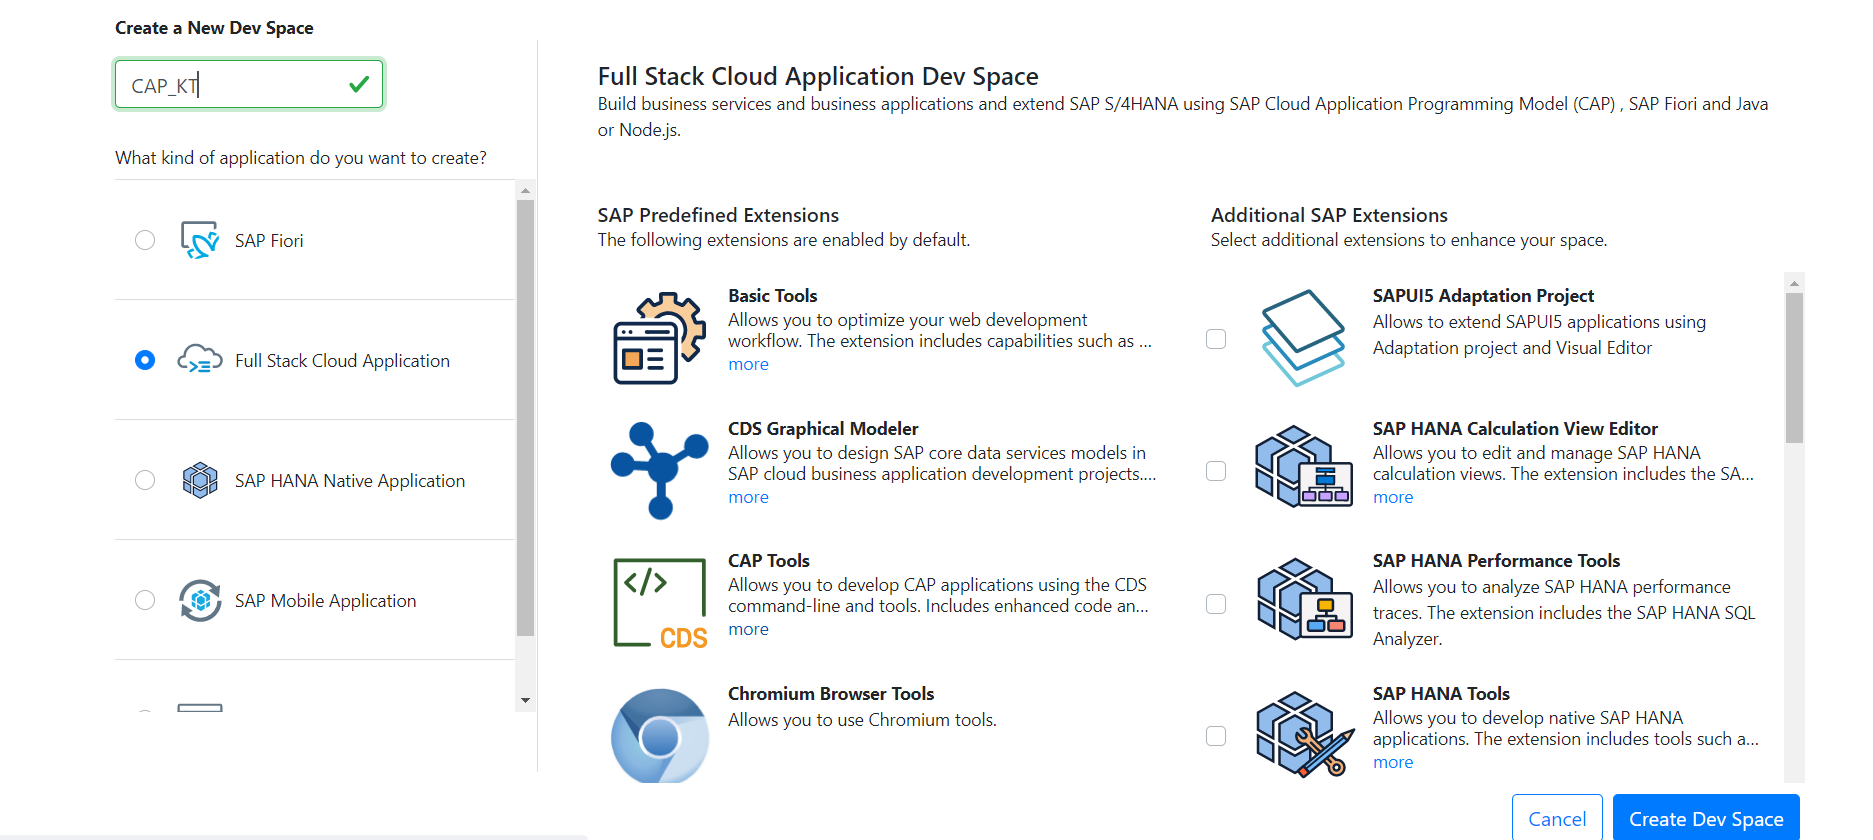 Create a New Dev Space
CAP_KT
What kind of application do you want to create?
SAP Fiori
Full Stack Cloud Application
SAP HANA Native Application
SAP Mobile Application
Full Stack Cloud Application Dev Space
Build business services and business applications and extend SAP S/4HANA using SAP Cloud Application Programming Model (CAP) , SAP Fiori and Java
or Node.js.
SAP Predefined Extensions
The following extensions are enabled by default.
Basic Tools
Allows you to optimize your web development
workflow. The extension includes capabilities such as ...
more
CDS Graphical Modeler
Allows you to design SAP core data services models in
SAP cloud business application development projects....
more
CAP Tools
Allows you to develop CAP applications using the CDS
command-line and tools. Includes enhanced code an...
more
</>
CDS
Chromium Browser Tools
Allows you to use Chromium tools.
Additional SAP Extensions
Select additional extensions to enhance your space.
SAPUI5 Adaptation Project
Allows to extend SAPUI5 applications using
Adaptation project and Visual Editor
SAP HANA Calculation View Editor
Allows you to edit and manage SAP HANA
calculation views. The extension includes the SA...
more
SAP HANA Performance Tools
Allows you to analyze SAP HANA performance
traces. The extension includes the SAP HANA SQL
Analyzer.
SAP HANA Tools
Allows you to develop native SAP HANA
applications. The extension includes tools such a...
more
Cancel
Create Dev Space